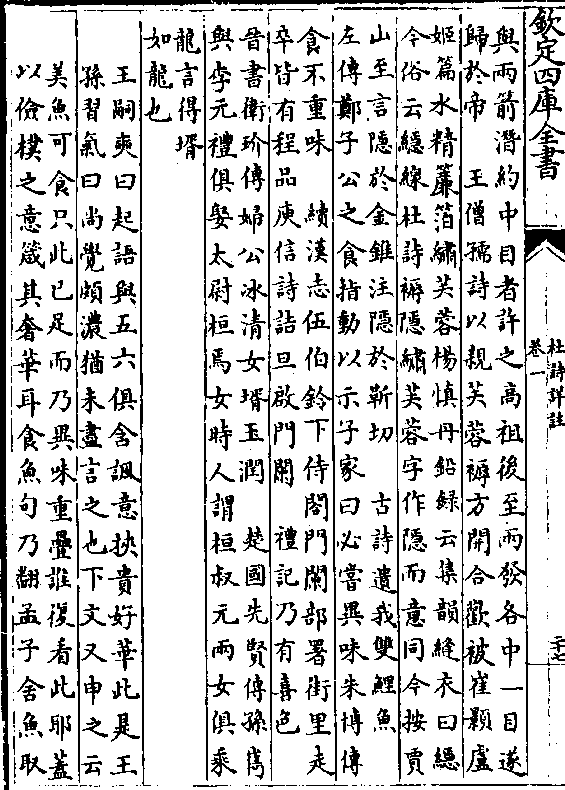 欽定四庫全書
杜詩詳註
卷一
二十七
與兩箭潛約中目者許之高祖後至兩發各中一目遂
歸於帝　王僧孺詩以親芙蓉褥方開合歡被崔顥盧
姬篇水精簾箔繡芙蓉楊慎丹鉛録云集韻縫衣曰繧
今俗云繧線杜詩褥隠繡芙蓉字作隠而意同今按賈
山至言隠於金錐注隠於靳切　古詩遺我雙鯉魚
左傳鄭子公之食指動以示子家曰必嘗異味朱博傳
食不重味　續漢志伍伯鈴下侍閤門闌部署街里走
卒皆有程品庾信詩詰旦啟門闌　禮記乃有喜色
晉書衛玠傳婦公冰清女壻玉潤　楚國先賢傳孫雋
與李元禮俱娶太尉桓焉女時人謂桓叔元兩女俱乘
龍言得壻
如龍也
王嗣奭曰起語與五六俱含諷意挾貴好華此是王
孫習氣曰尚覺頗濃猶未盡言之也下文又申之云
美魚可食只此已足而乃異味重疊誰復看此耶蓋
以儉樸之意箴其奢華耳食魚句乃翻孟子舍魚取